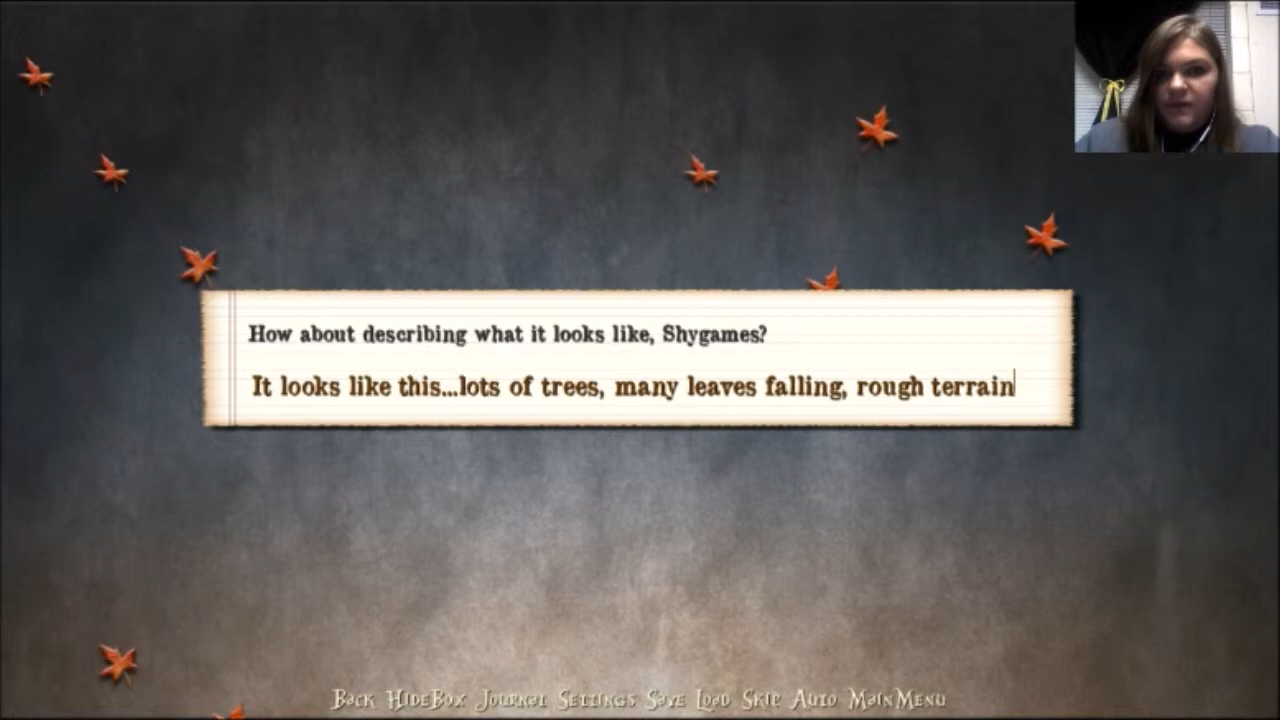 How about describing what it looks like, Shygames?
It looks like this...lots of trees, many leaves falling, rough terrain
Back HideBox Journal Settings Save Load Skip Auto MainMenu